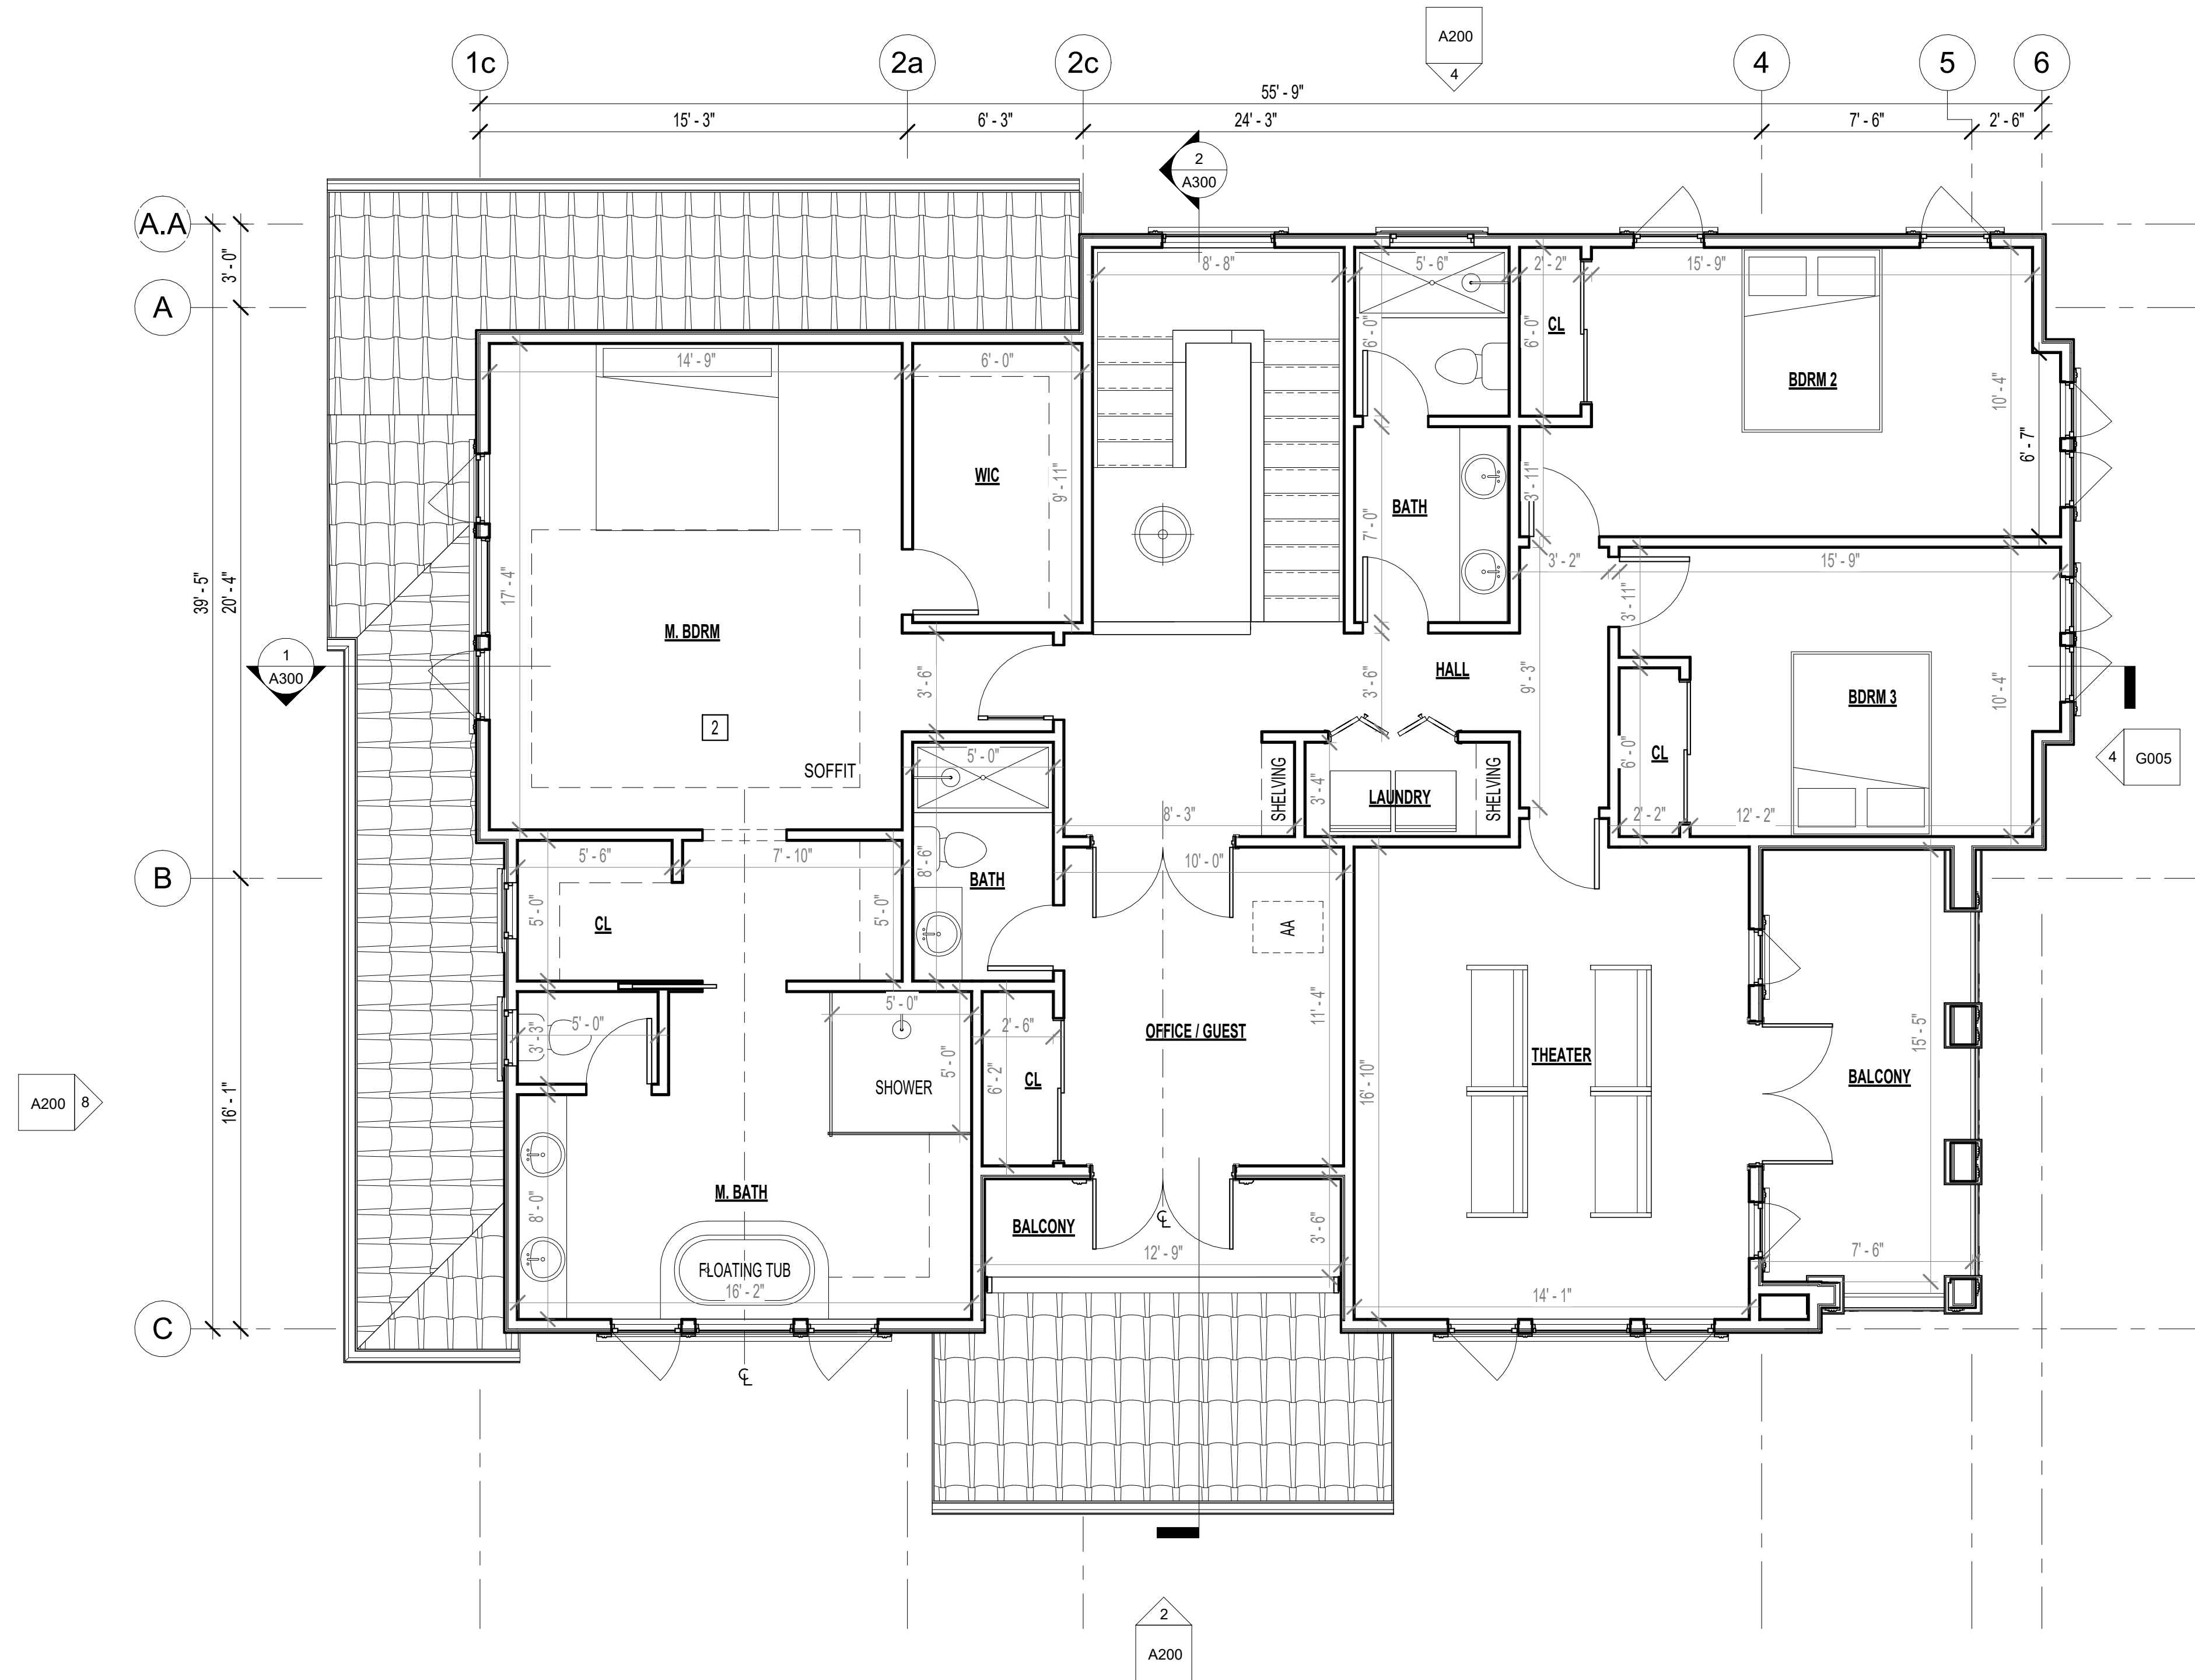 A200
4
1c
2a
2c
4
5
6
55' - 9"
15' - 3"
6' - 3"
24' - 3"
7' - 6"
2' - 6"
2
A300
A.A
A
B
C
3' - 0"
39' - 5"
20' - 4"
16' - 1"
8' - 8"
5' - 6"
2' - 2"
15' - 9"
14' - 9"
6' - 0"
6' - 0"
6' - 0"
CL
BDRM 2
10' - 4"
6' - 7"
WIC
9' - 11"
BATH
7' - 0"
3' - 11"
17' - 4"
3' - 2"
15' - 9"
3' - 11"
M. BDRM
1
A300
3' - 6"
3' - 6"
HALL
9' - 3"
BDRM 3
10' - 4"
2
SOFFIT
5' - 0"
CL
6' - 0"
4
G005
SHELVING
3' - 4"
LAUNDRY
SHELVING
8' - 3"
2' - 2"
12' - 2"
5' - 6"
7' - 10"
8' - 6"
BATH
10' - 0"
5' - 0"
CL
5' - 0"
AA
5' - 0"
3' - 3"
5' - 0"
2' - 6"
11' - 4"
OFFICE / GUEST
THEATER
15' - 5"
BALCONY
SHOWER
5' - 0"
6' - 2"
CL
16' - 10"
A200
8
M. BATH
8' - 0"
BALCONY
CL
3' - 6"
12' - 9"
7' - 6"
FLOATING TUB
16' - 2"
14' - 1"
CL
2
A200